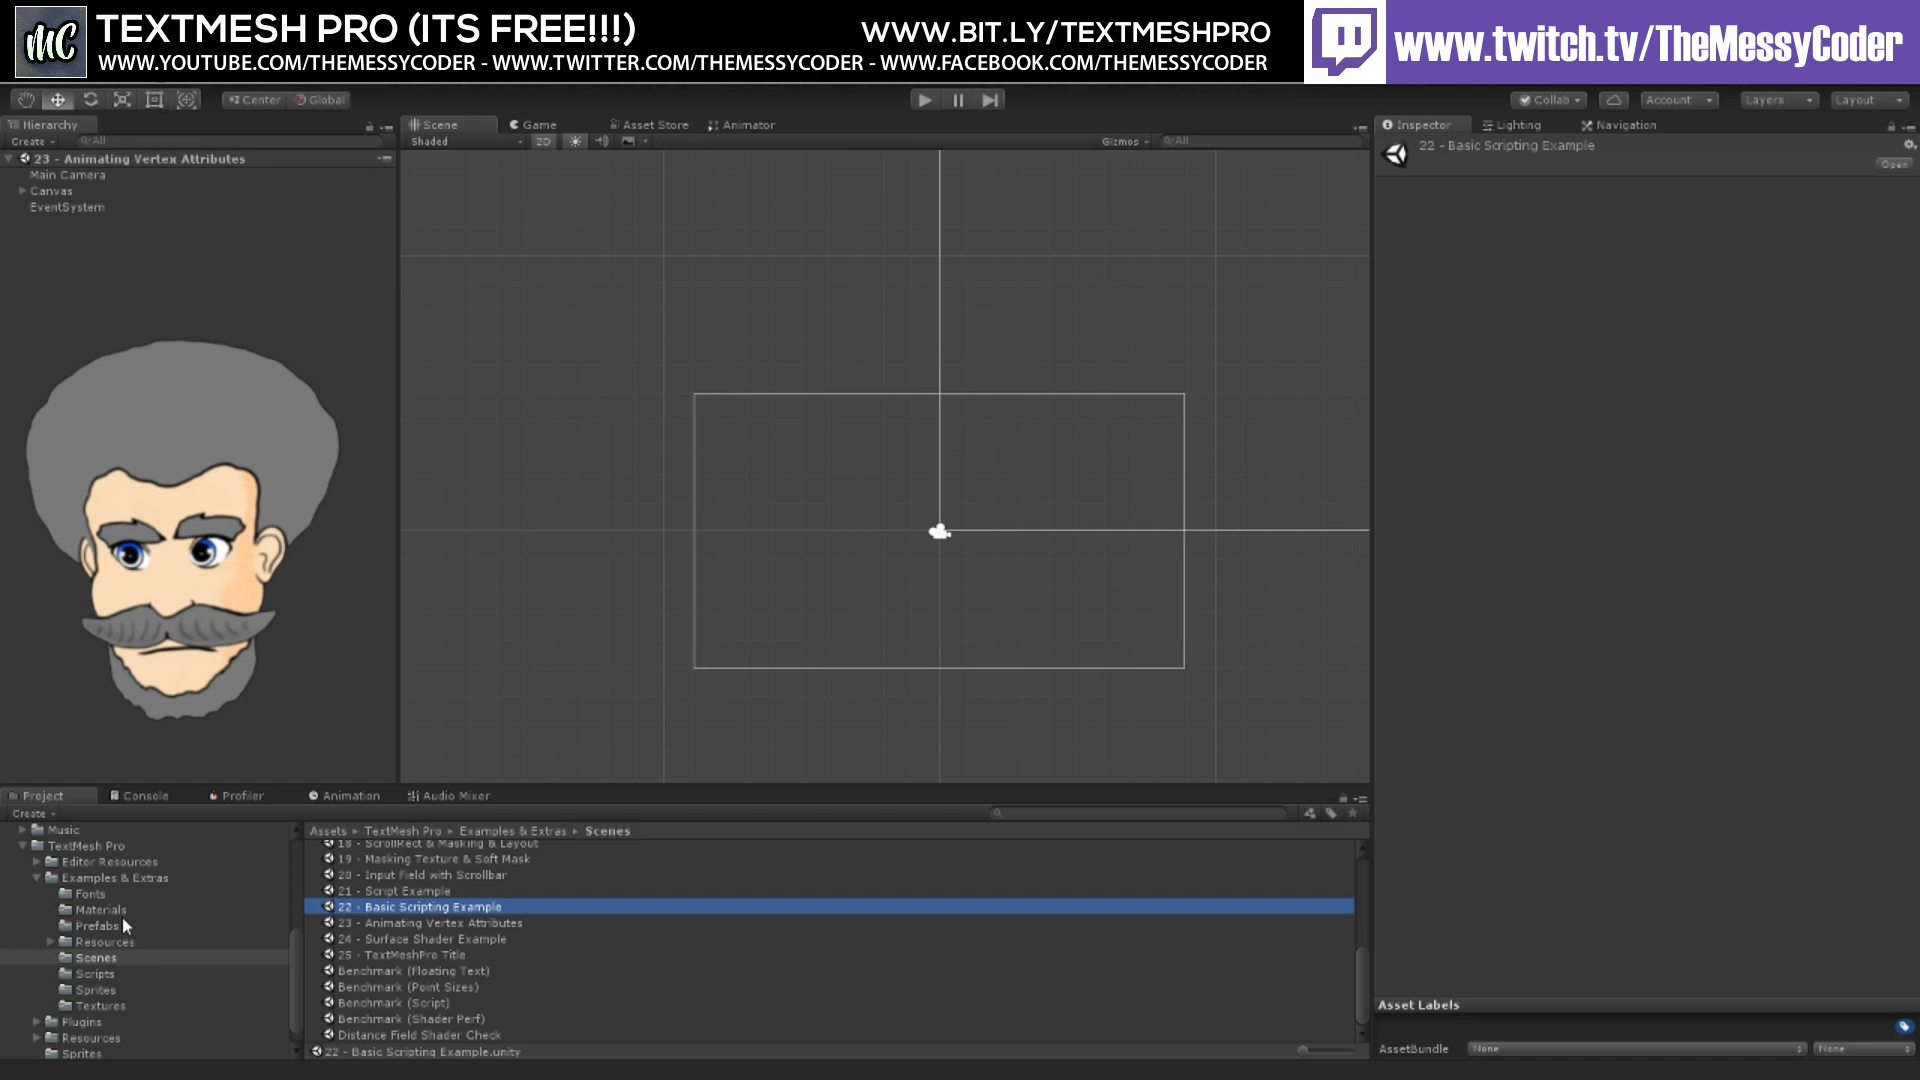 MC
TEXTMESH PRO (ITS FREE!!!)
WWW.BIT.LY/TEXTMESHPRO
WWW.YOUTUBE.COM/THEMESSYCODER - WWW.TWITTER.COM/THEMESSYCODER - WWW.FACEBOOK.COM/THEMESSYCODER
www.twitch.tv/TheMessyCoder
Center Global
Collab Account Layers Layout
Hierarchy
Create All
23 - Animating Vertex Attributes
Main Camera
Canvas
EventSystem
Scene Game Asset Store Animator
Shaded 2D Gizmos All
Inspector Lighting Navigation
22 - Basic Scripting Example
Open
Project Console Profiler Animation Audio Mixer
Create
Music
TextMesh Pro
Editor Resources
Examples & Extras
Fonts
Materials
Prefabs
Resources
Scenes
Scripts
Sprites
Textures
Plugins
Resources
Sprites
Assets TextMesh Pro Examples & Extras Scenes
18 - ScrollRect & Masking & Layout
19 - Masking Texture & Soft Mask
20 - Input Field with Scrollbar
21 - Script Example
22 - Basic Scripting Example
23 - Animating Vertex Attributes
24 - Surface Shader Example
25 - TextMeshPro Title
Benchmark (Floating Text)
Benchmark (Point Sizes)
Benchmark (Script)
Benchmark (Shader Perf)
Distance Field Shader Check
22 - Basic Scripting Example.unity
Asset Labels
AssetBundle None None